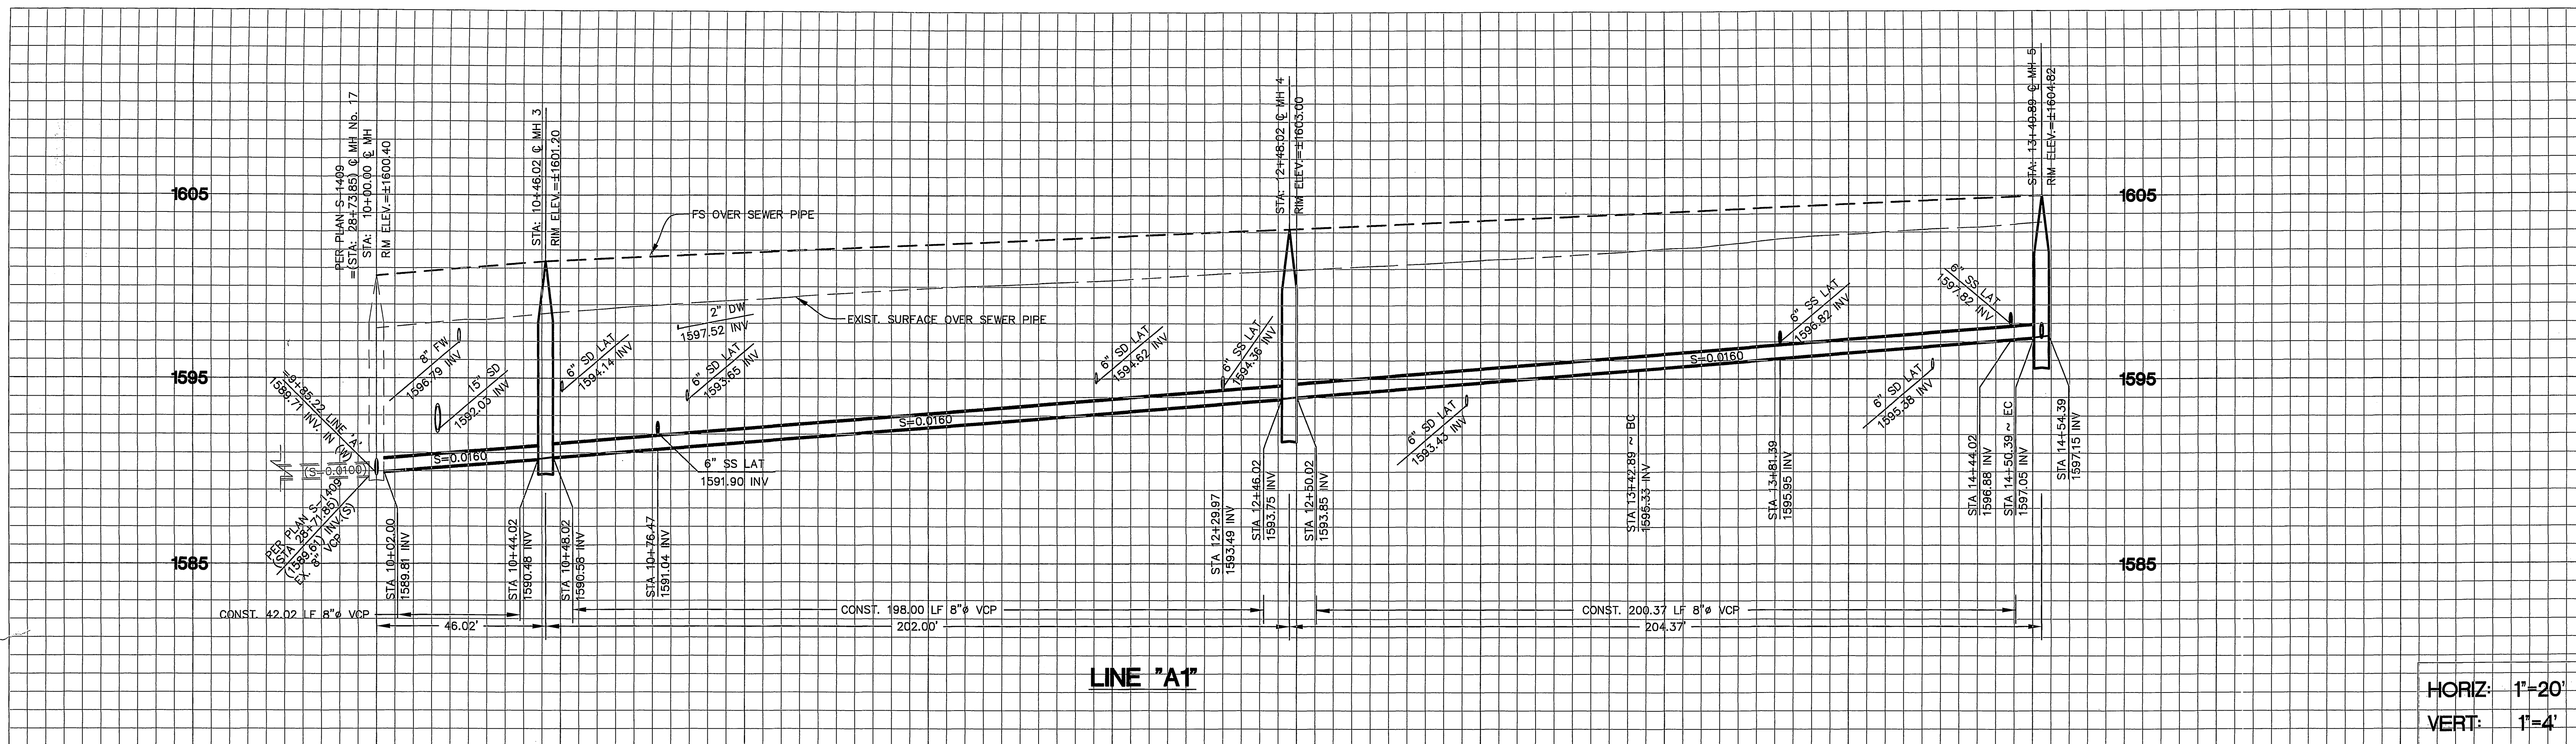 PER PLAN S-1409
=(STA: 28+73.85) ℄ MH No. 17
STA: 10+00.00 ℄ MH
RIM ELEV.=±1600.40
STA: 10+46.02 ℄ MH 3
RIM ELEV.=±1601.20
STA: 12+48.02 ℄ MH 4
RIM ELEV.=±1603.00
RIM ELEV.=±1604.82
1605
1605
FS OVER SEWER PIPE
EXIST. SURFACE OVER SEWER PIPE
8" FW
1596.79 INV
15" SD
1592.03 INV
6" SD LAT
1594.14 INV
2" DW
1597.52 INV
6" SD LAT
1593.65 INV
6" SD LAT
1594.62 INV
6" SS LAT
1594.36 INV
6" SD LAT
1593.43 INV
6" SS LAT
1596.82 INV
6" SS LAT
1597.82 INV
6" SD LAT
1595.38 INV
1595
1595
=9+85.22 LINE 'A'
1589.71 INV. IN (W)
(S=0.0100)
S=0.0160
S=0.0160
S=0.0160
6" SS LAT
1591.90 INV
PER PLAN S-1409
(STA 28+71.85)
(1589.61) INV.(S)
EX. 8" VCP
1585
1585
STA 10+02.00
1589.81 INV
STA 10+44.02
1590.48 INV
STA 10+48.02
1590.58 INV
STA 10+76.47
1591.04 INV
STA 12+29.97
1593.49 INV
STA 12+46.02
1593.75 INV
STA 12+50.02
1593.85 INV
STA 13+42.89 ~ BC
1595.33 INV
STA 13+81.39
1595.95 INV
STA 14+44.02
1596.88 INV
STA 14+50.39 ~ EC
1597.05 INV
STA 14+54.39
1597.15 INV
CONST. 42.02 LF 8"ø VCP
CONST. 198.00 LF 8"ø VCP
CONST. 200.37 LF 8"ø VCP
46.02'
202.00'
204.37'
LINE "A1"
HORIZ: 1"=20'
VERT: 1"=4'